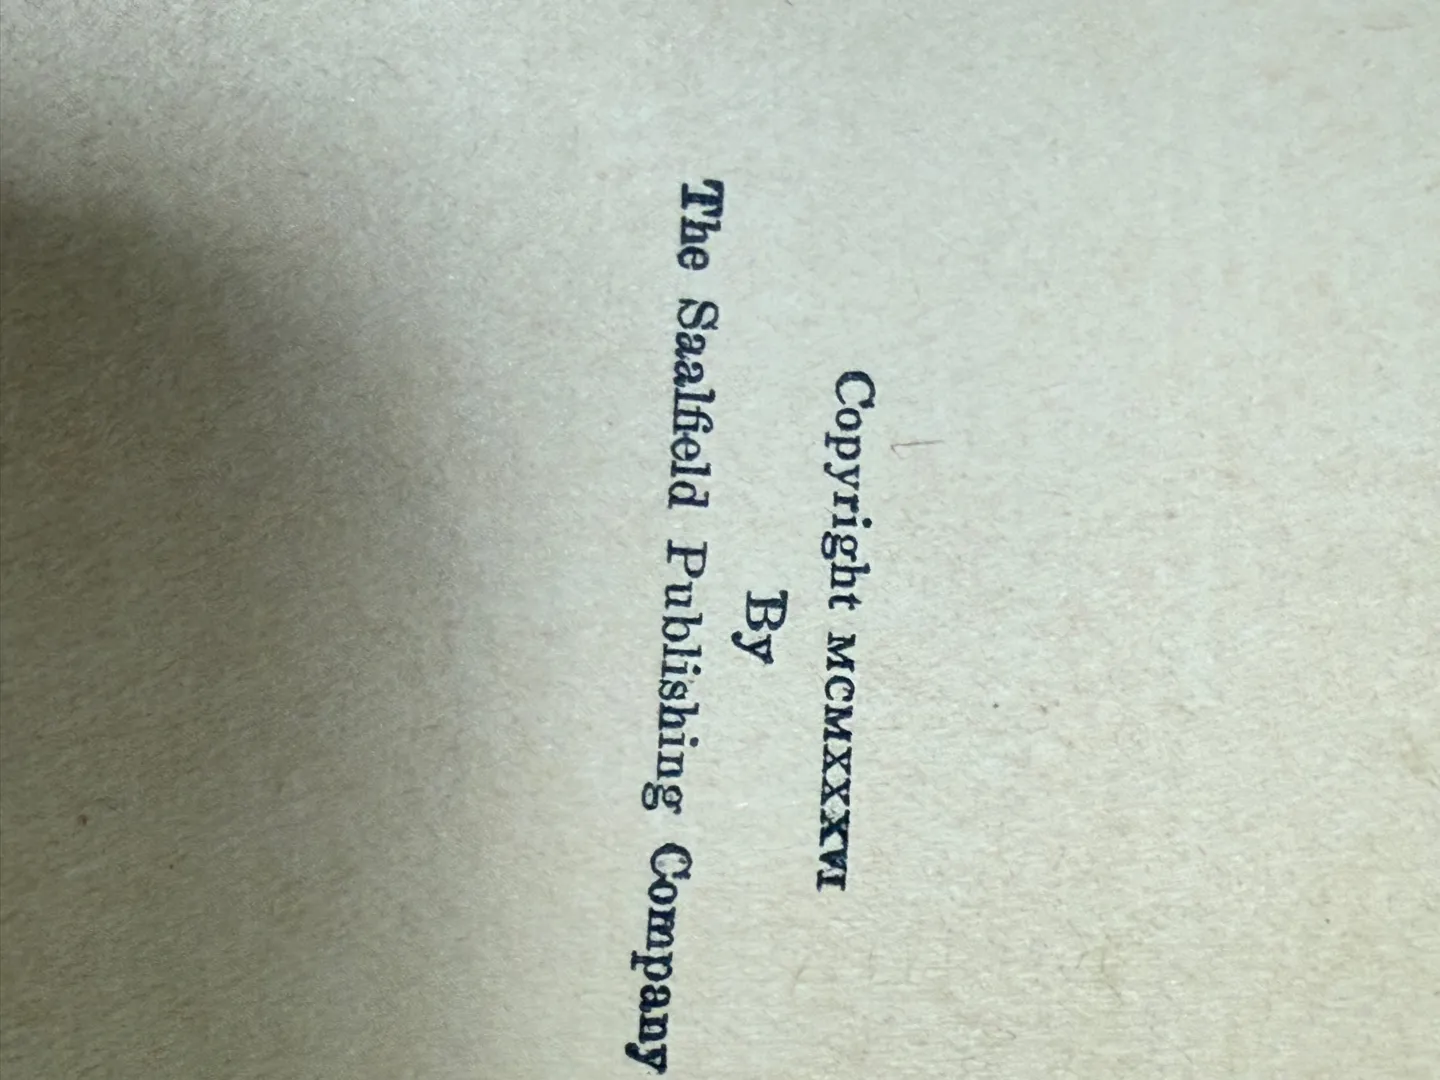 Copyright MCMXXXVI
By
The Saalfield Publishing Company